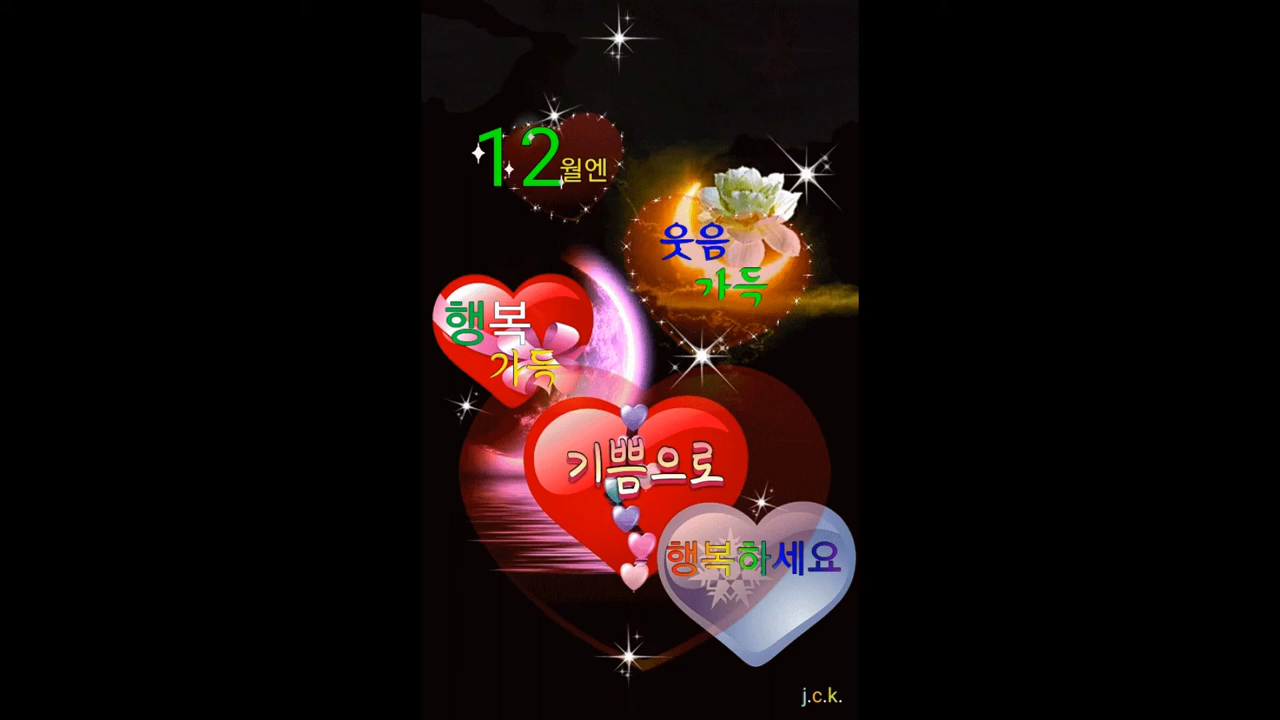 12월엔
웃음
가득
행복
가득
기쁨으로
행복하세요
j.c.k.